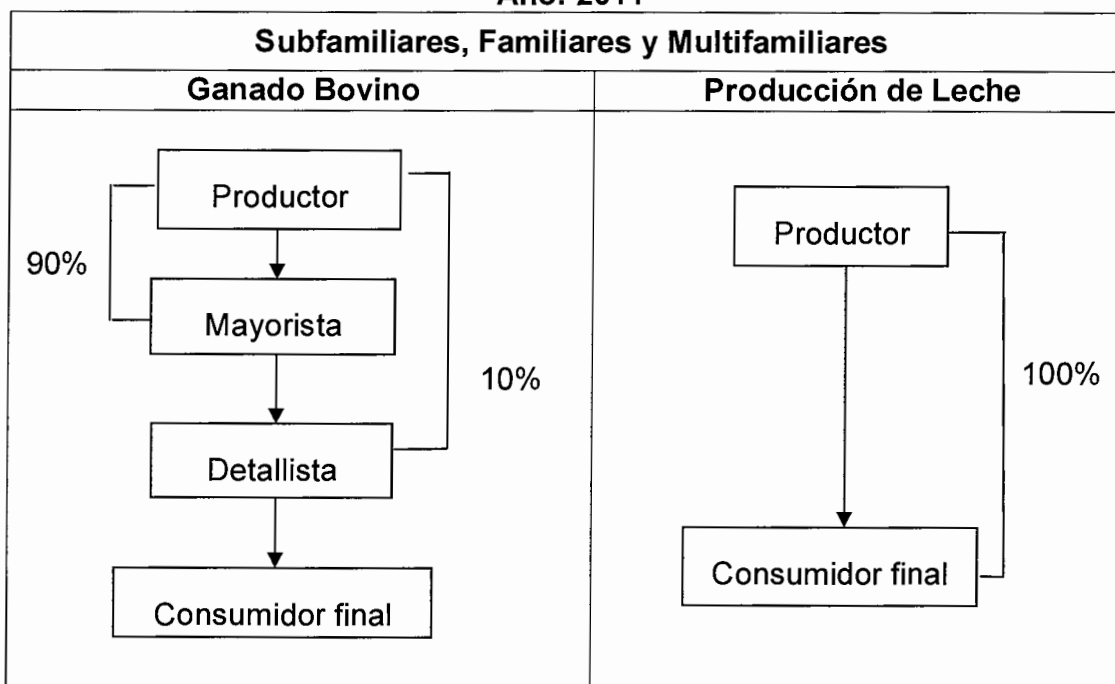 Subfamiliares, Familiares y Multifamiliares
Ganado Bovino
Producción de Leche
Productor
90%
Mayorista
10%
Detallista
Consumidor final
Productor
100%
Consumidor final